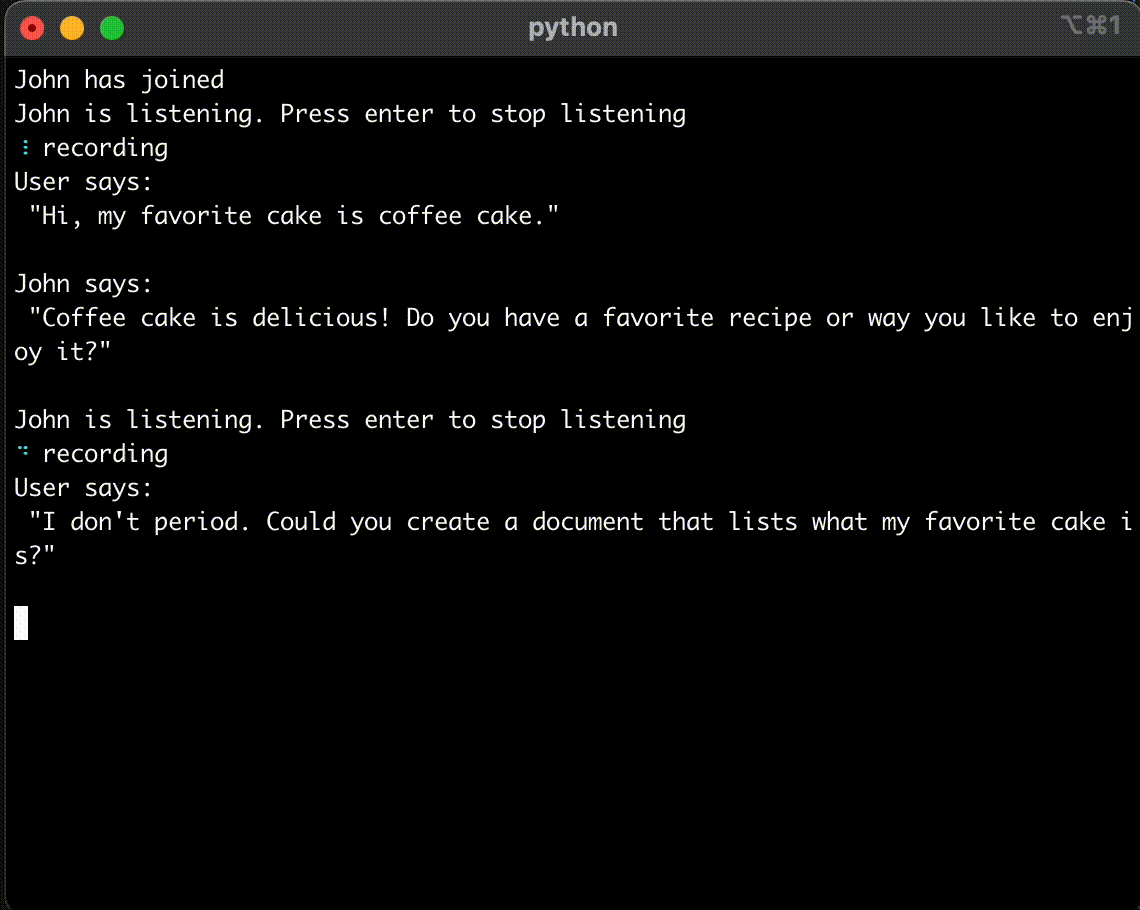 python
⌥⌘1
John has joined
John is listening. Press enter to stop listening
⠸ recording
User says:
"Hi, my favorite cake is coffee cake."
John says:
"Coffee cake is delicious! Do you have a favorite recipe or way you like to enj
oy it?"
John is listening. Press enter to stop listening
⠙ recording
User says:
"I don't period. Could you create a document that lists what my favorite cake i
s?"